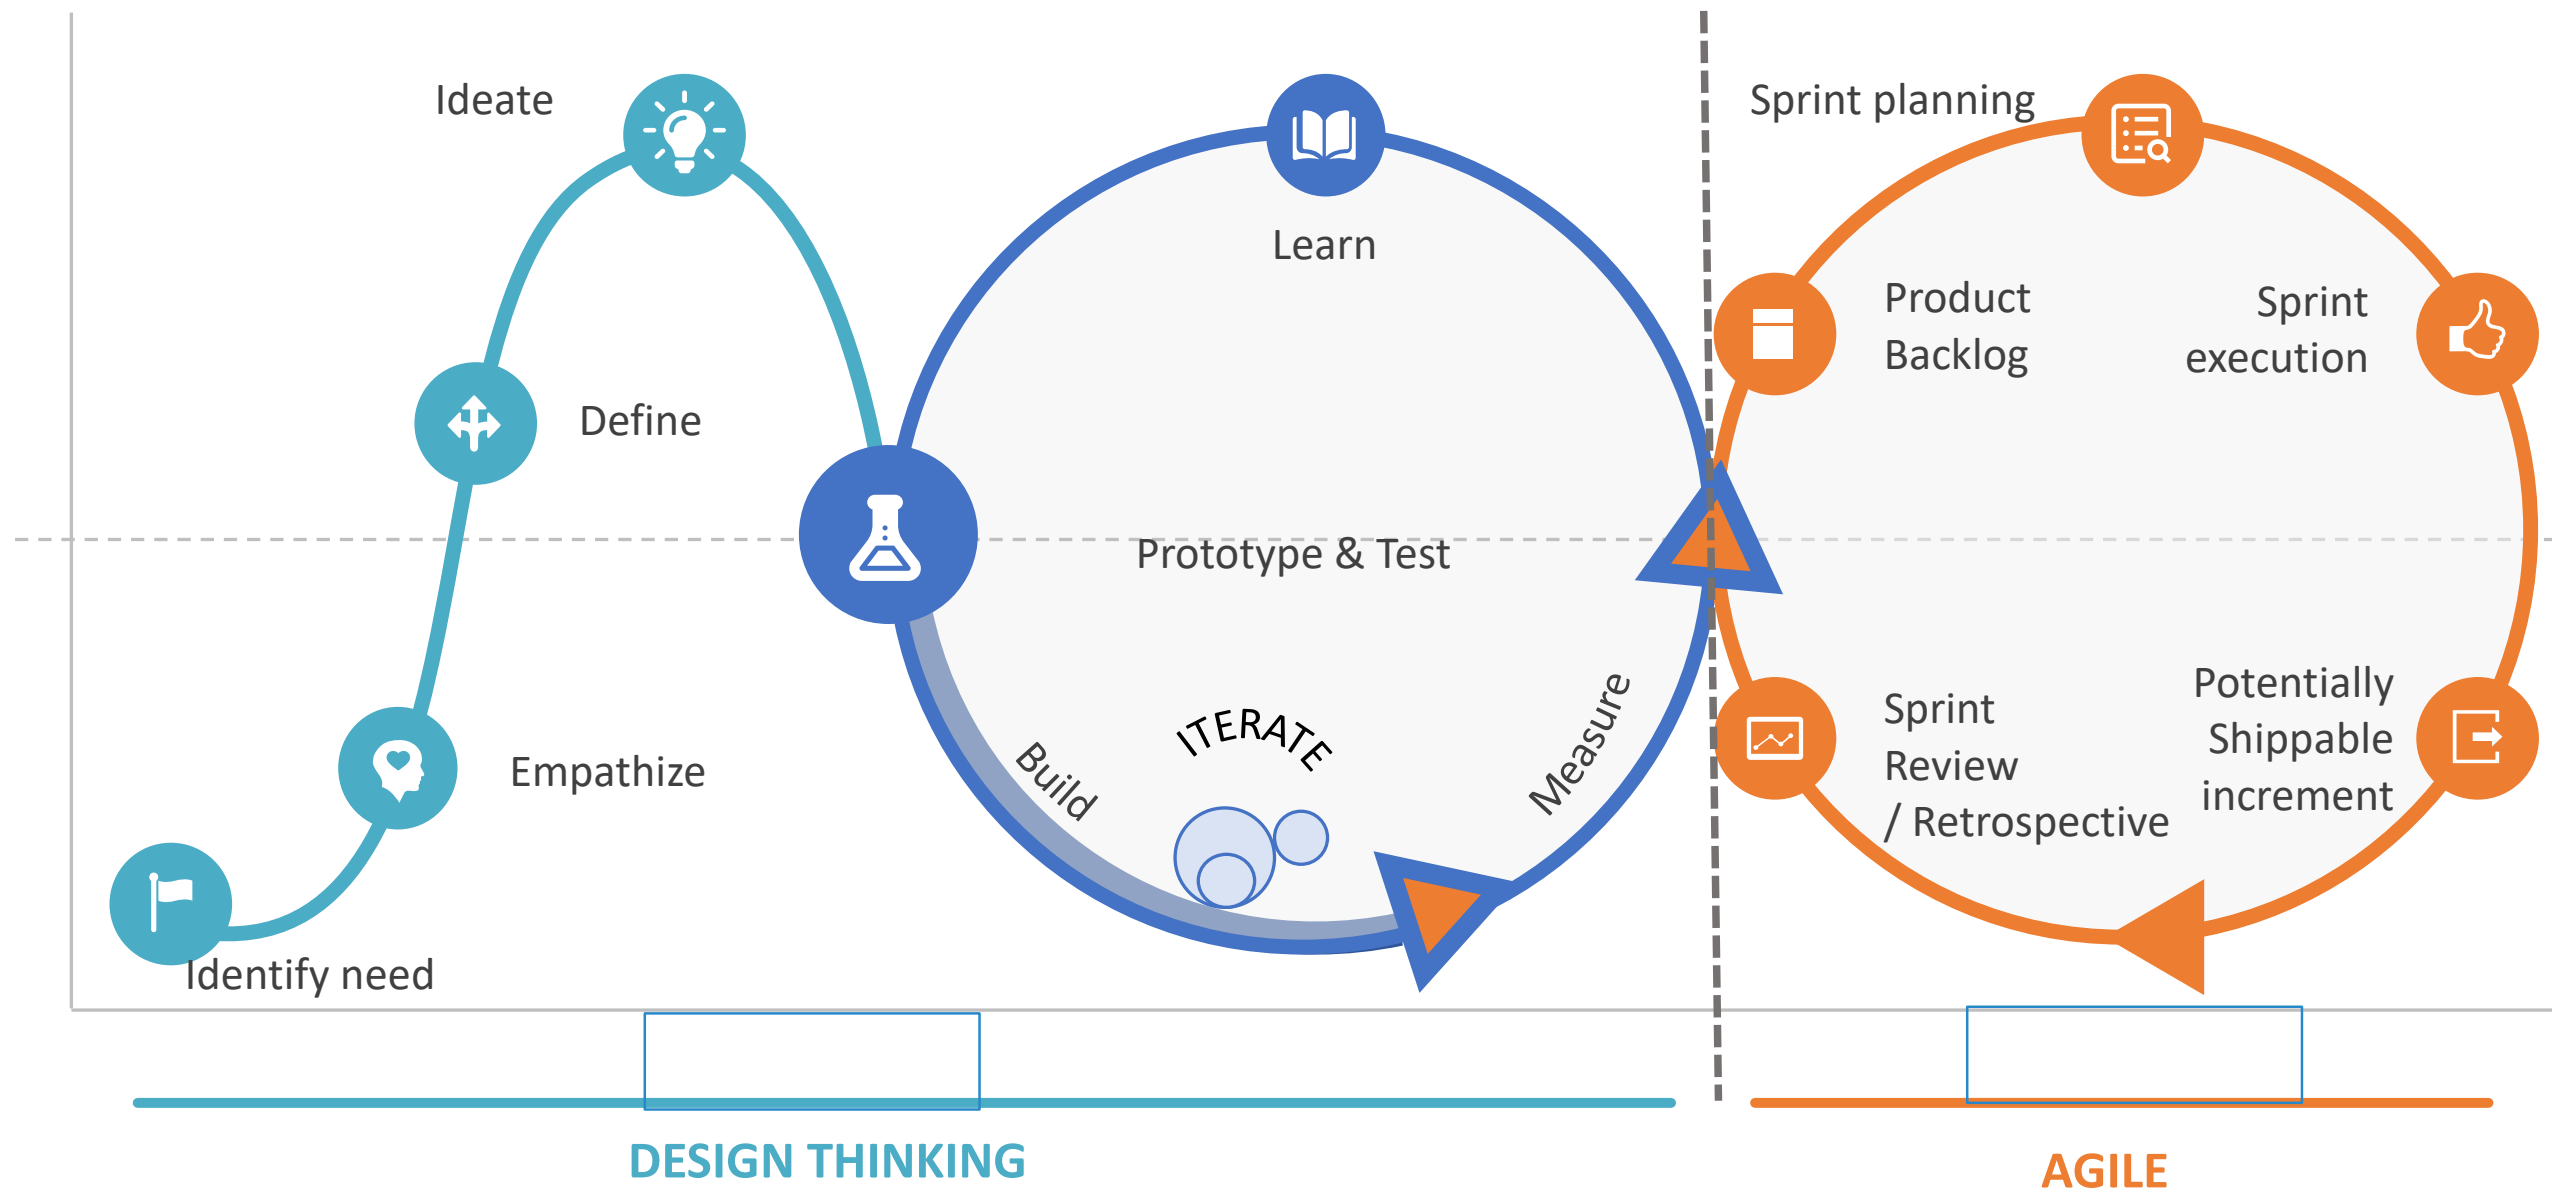 Ideate
Define
Empathize
Identify need
Learn
Prototype & Test
ITERATE
Build
Measure
Sprint planning
Product
Backlog
Sprint
execution
Potentially
Shippable
increment
Sprint
Review
/ Retrospective
DESIGN THINKING
AGILE